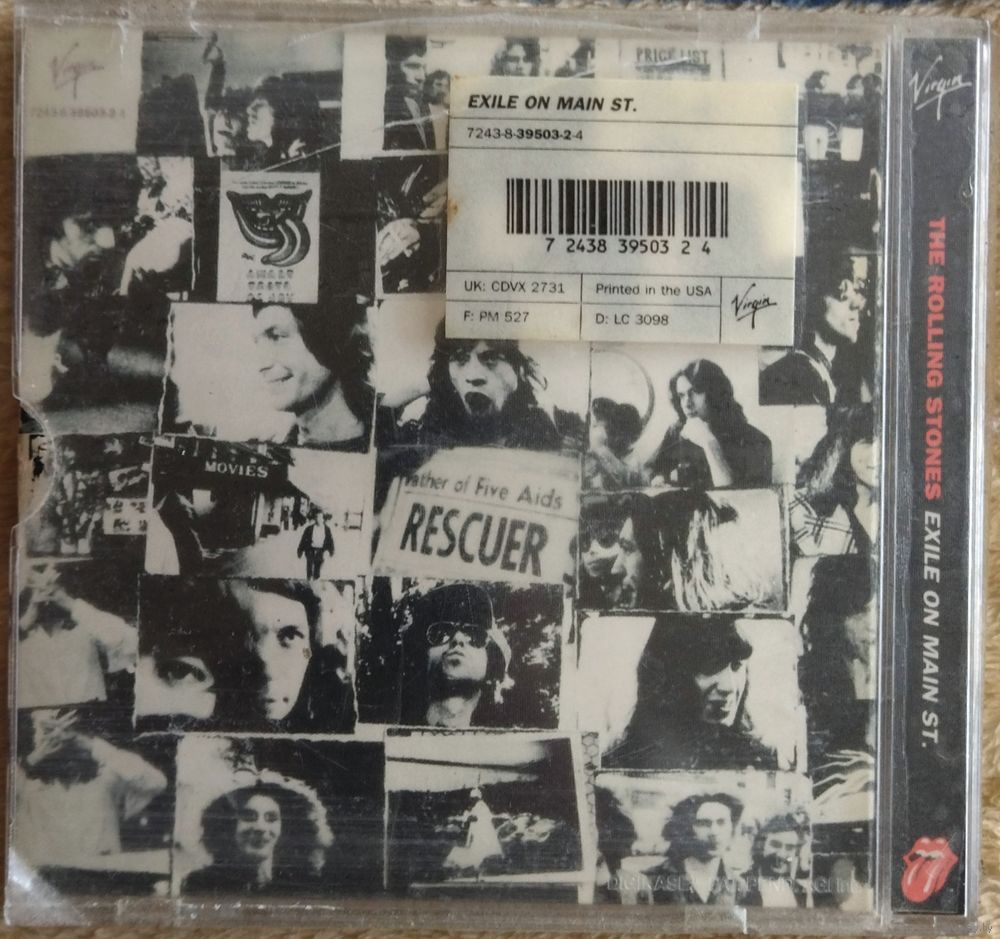 Virgin
7243-8-39503-2-4
PRICE LIST
EXILE ON MAIN ST.
7243-8-39503-2-4
7 2438 39503 2 4
UK: CDVX 2731
Printed in the USA
F: PM 527
D: LC 3098
Virgin
MOVIES
Father of Five Aids
RESCUER
Virgin
THE ROLLING STONES EXILE ON MAIN ST.